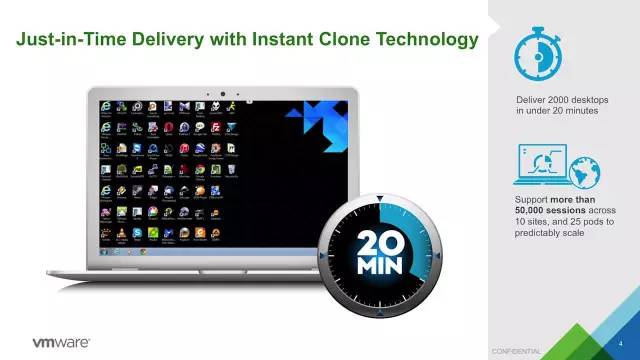 Just-in-Time Delivery with Instant Clone Technology
Deliver 2000 desktops
in under 20 minutes
Support more than
50,000 sessions across
10 sites, and 25 pods to
predictably scale
20
MIN
vmware
CONFIDENTIAL
4